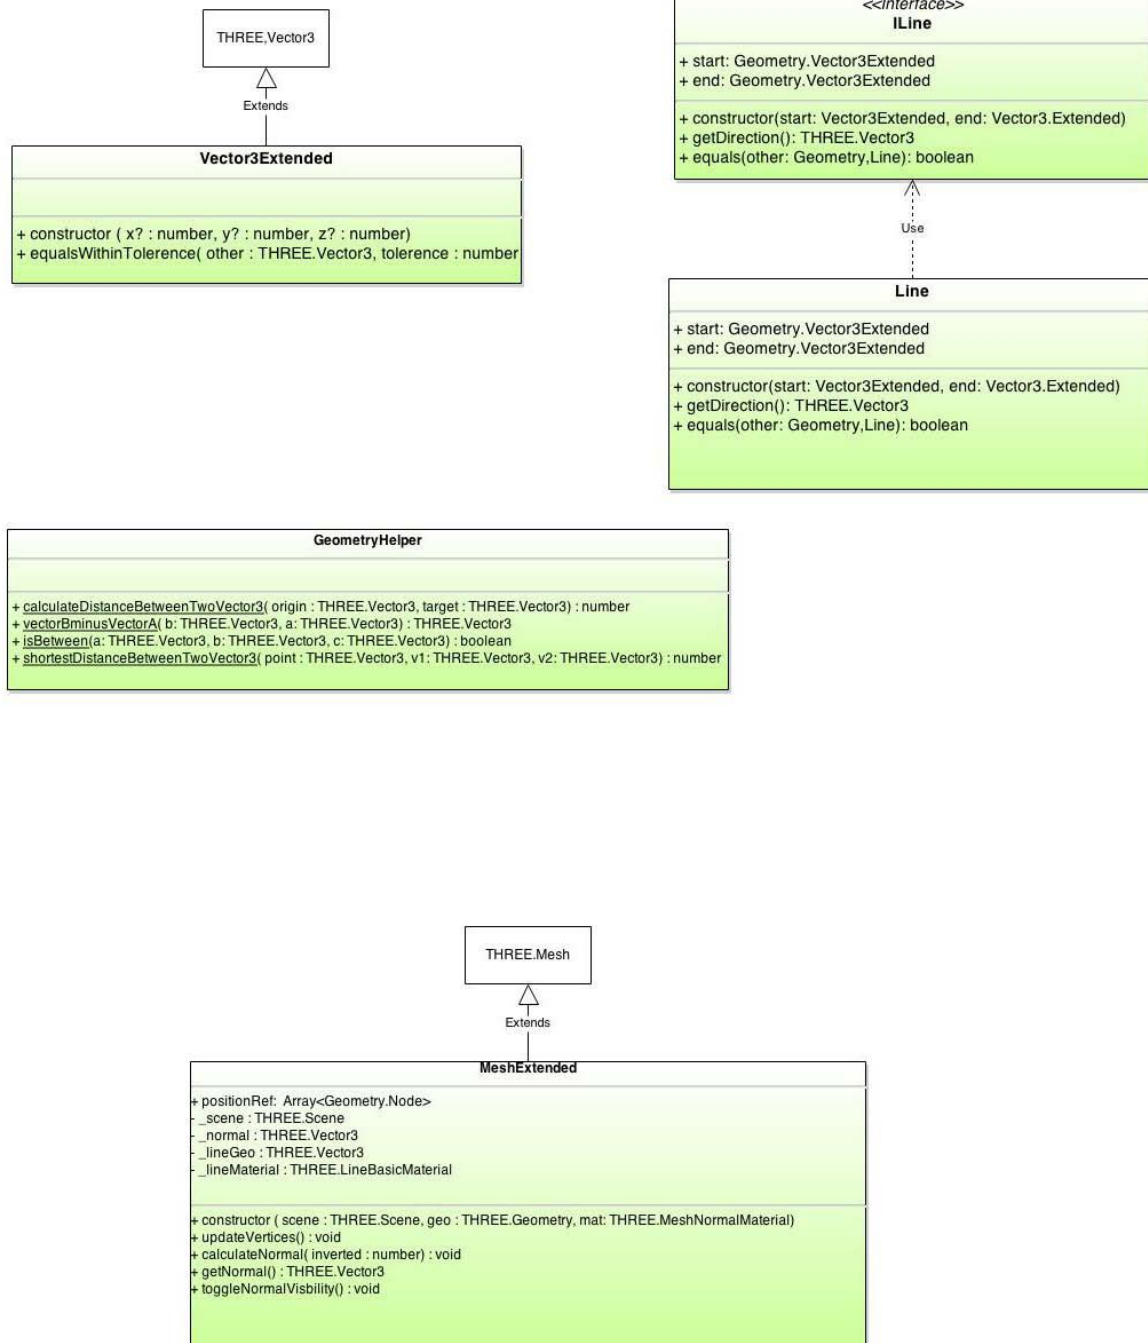 THREE,Vector3
Extends
Vector3Extended
+ constructor ( x? : number, y? : number, z? : number)
+ equalsWithinTolerence( other : THREE.Vector3, tolerence : number
<<Interface>>
ILine
+ start: Geometry.Vector3Extended
+ end: Geometry.Vector3Extended
+ constructor(start: Vector3Extended, end: Vector3.Extended)
+ getDirection(): THREE.Vector3
+ equals(other: Geometry,Line): boolean
Use
Line
+ start: Geometry.Vector3Extended
+ end: Geometry.Vector3Extended
+ constructor(start: Vector3Extended, end: Vector3.Extended)
+ getDirection(): THREE.Vector3
+ equals(other: Geometry,Line): boolean
GeometryHelper
+ calculateDistanceBetweenTwoVector3( origin : THREE.Vector3, target : THREE.Vector3) : number
+ vectorBminusVectorA( b: THREE.Vector3, a: THREE.Vector3) : THREE.Vector3
+ isBetween(a: THREE.Vector3, b: THREE.Vector3, c: THREE.Vector3) : boolean
+ shortestDistanceBetweenTwoVector3( point : THREE.Vector3, v1: THREE.Vector3, v2: THREE.Vector3) : number
THREE.Mesh
Extends
MeshExtended
+ positionRef: Array<Geometry.Node>
- _scene : THREE.Scene
- _normal : THREE.Vector3
- _lineGeo : THREE.Vector3
- _lineMaterial : THREE.LineBasicMaterial
+ constructor ( scene : THREE.Scene, geo : THREE.Geometry, mat: THREE.MeshNormalMaterial)
+ updateVertices() : void
+ calculateNormal( inverted : number) : void
+ getNormal() : THREE.Vector3
+ toggleNormalVisbility() : void